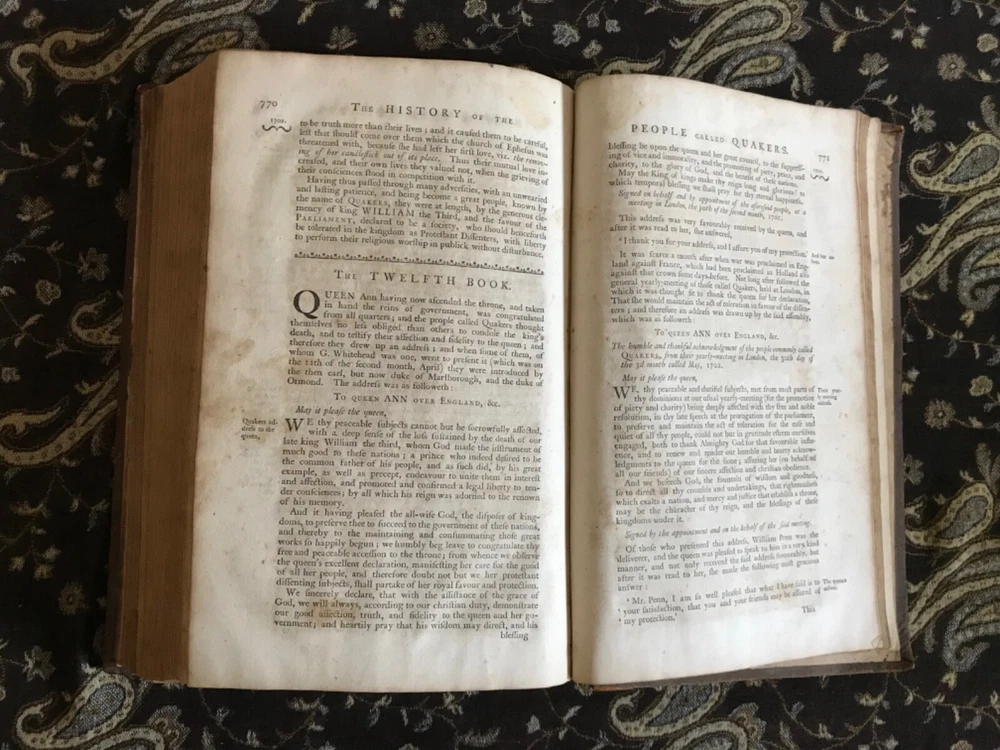 770
THE HISTORY OF THE
1702.
to be truth more than their lives; and it caused them to be careful,
lest that should come over them which the church of Ephesus was
threatened with, because she had left her first love, viz. the remov-
ing of her candlestick out of its place. Thus their mutual love in-
creased, and their own lives they valued not, when the grieving of
their consciences stood in competition with it.
Having thus passed through many adversities, with an unwearied
and lasting patience, and being become a great people, known by
the name of QUAKERS, they were at length, by the generous cle-
mency of king WILLIAM the Third, and the favour of the
PARLIAMENT, declared to be a society, who should henceforth
be tolerated in the kingdom as Protestant Dissenters, with liberty
to perform their religious worship in publick without disturbance.
THE TWELFTH BOOK.
QUEEN Ann having now ascended the throne, and taken
in hand the reins of government, was congratulated
from all quarters; and the people called Quakers thought
themselves no less obliged than others to condole the king's
death, and to testify their affection and fidelity to the queen; and
therefore they drew up an address; and when some of them, of
whom G. Whitehead was one, went to present it (which was on
the 12th of the second month, April) they were introduced by
the then earl, but now duke of Marlborough, and the duke of
Ormond. The address was as followeth:
TO QUEEN ANN OVER ENGLAND, &c.
May it please the queen,
Quakers ad-
dress to the
queen.
WE thy peaceable subjects cannot but be sorrowfully affected,
with a deep sense of the loss sustained by the death of our
late king William the third, whom God made the instrument of
much good to these nations; a prince who indeed desired to be
the common father of his people, and as such did, by his great
example, as well as precept, endeavour to unite them in interest
and affection, and promoted and confirmed a legal liberty to ten-
der consciences; by all which his reign was adorned to the renown
of his memory.
And it having pleased the all-wise God, the disposer of king-
doms, to preserve thee to succeed to the government of these nations,
and thereby to the maintaining and consummating those great
works so happily begun; we humbly beg leave to congratulate thy
free and peaceable accession to the throne; from whence we observe
the queen's excellent declaration, manifesting her care for the good
of all her people, and therefore doubt not but we her protestant
dissenting subjects, shall partake of her royal favour and protection.
We sincerely declare, that with the assistance of the grace of
God, we will always, according to our christian duty, demonstrate
our good affection, truth, and fidelity to the queen and her go-
vernment; and heartily pray that his wisdom may direct, and his
blessing
PEOPLE CALLED QUAKERS.
771
1702.
blessing be upon the queen and her great council, to the suppress-
ing of vice and immorality, and the promoting of piety, peace, and
charity, to the glory of God, and the benefit of these nations.
May the King of kings make thy reign long and glorious! to
which temporal blessing we shall pray for thy eternal happiness.
Signed on behalf and by appointment of the aforesaid people, at a
meeting in London, the 10th of the second month, 1702.
This address was very favourably received by the queen, and
after it was read to her, she answered,
‘I thank you for your address, and I assure you of my protection.’
It was scarce a month after when war was proclaimed in Eng-
land against France, which had been proclaimed in Holland also
against that crown some days before. Not long after followed the
general yearly-meeting of those called Quakers, held at London, in
which it was thought fit to thank the queen for her declaration,
That she would maintain the act of toleration in favour of the dissen-
ters; and therefore an address was drawn up by the said assembly,
which was as followeth:
TO QUEEN ANN OVER ENGLAND, &c.
The humble and thankful acknowledgment of the people commonly called
QUAKERS, from their yearly-meeting in London, the 30th day of
the 3d month called May, 1702.
May it please the queen,
WE, thy peaceable and dutiful subjects, met from most parts of
thy dominions at our usual yearly-meeting (for the promotion
of piety and charity) being deeply affected with thy free and noble
resolution, in thy late speech at the prorogation of the parliament,
to preserve and maintain the act of toleration for the ease and
quiet of all thy people, could not but in gratitude esteem ourselves
engaged, both to thank Almighty God for that favourable influ-
ence, and to renew and render our humble and hearty acknow-
ledgments to the queen for the same; assuring her (on behalf of
all our friends) of our sincere affection and christian obedience.
And we beseech God, the fountain of wisdom and goodness,
so to direct all thy counsels and undertakings, that righteousness
which exalts a nation, and mercy and justice that establish a throne,
may be the character of thy reign, and the blessings of these
kingdoms under it.
Signed by the appointment and on the behalf of the said meeting.
Of those who presented this address, William Penn was the
deliverer, and the queen was pleased to speak to him in a very kind
manner, and not only received the said address favourably, but
after it was read to her, she made the following most gracious
answer:
‘Mr. Penn, I am so well pleased that what I have said is to
‘your satisfaction, that you and your friends may be assured of
‘my protection.’
The queen's
answer.
This